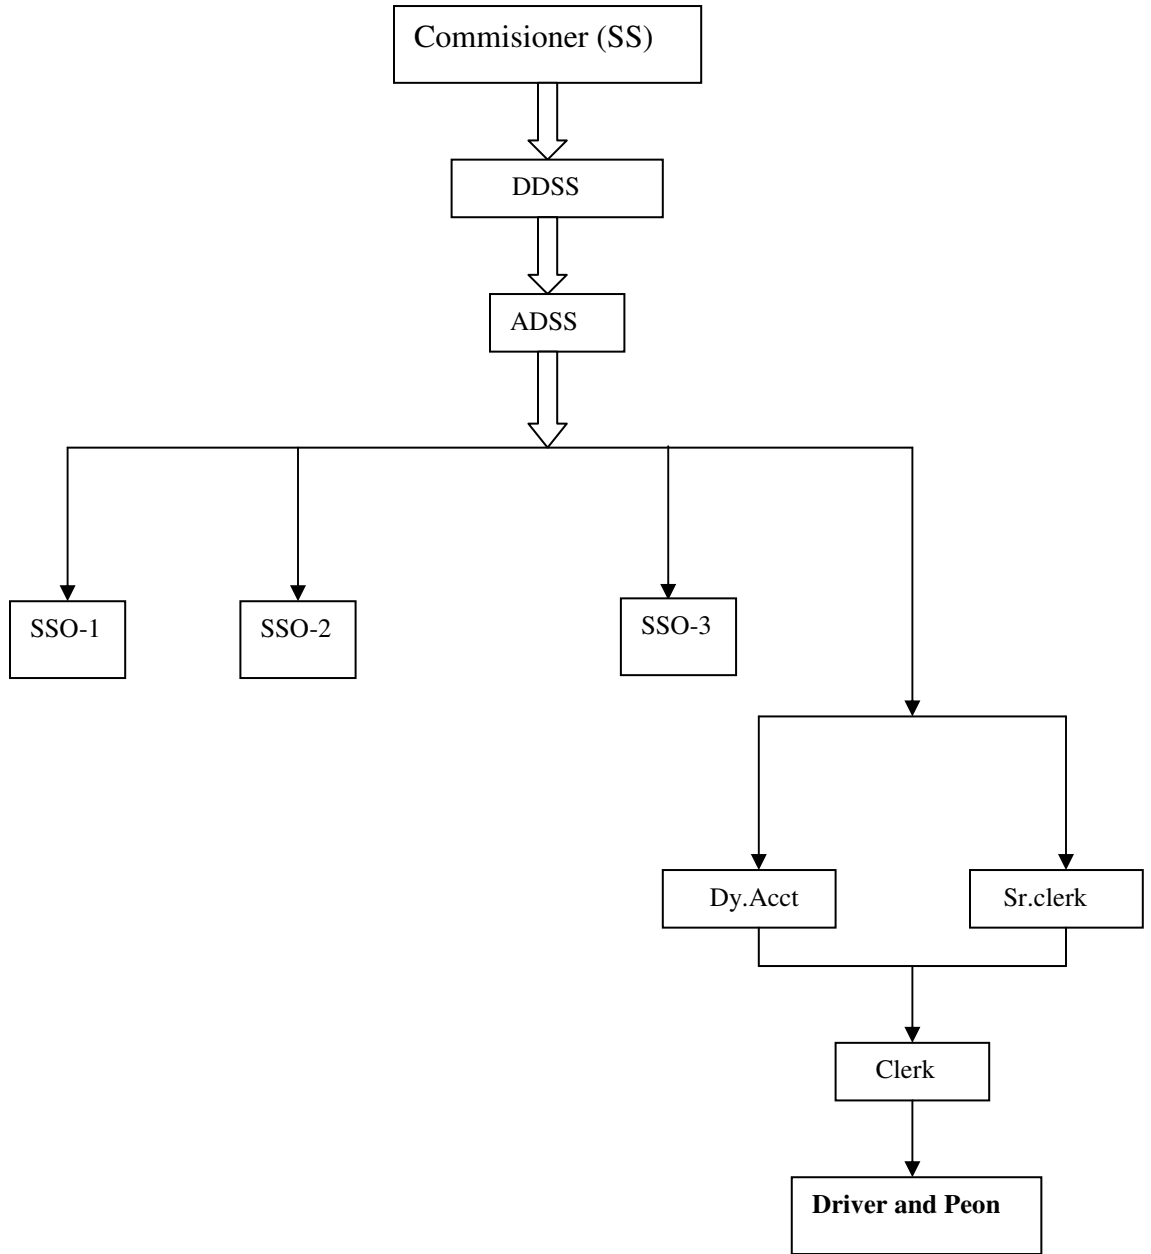 Commisioner (SS)
DDSS
ADSS
SSO-1
SSO-2
SSO-3
Dy.Acct
Sr.clerk
Clerk
Driver and Peon